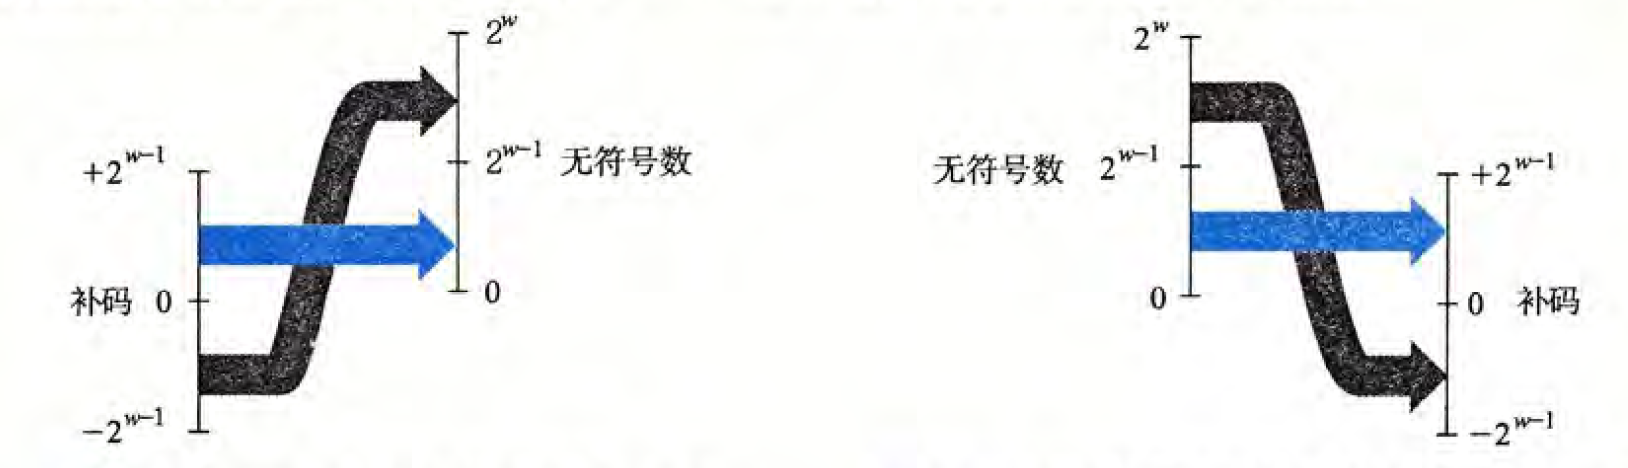 2^w
+2^{w-1}
2^{w-1} 无符号数
补码 0
0
-2^{w-1}
2^w
无符号数 2^{w-1}
+2^{w-1}
0
0 补码
-2^{w-1}